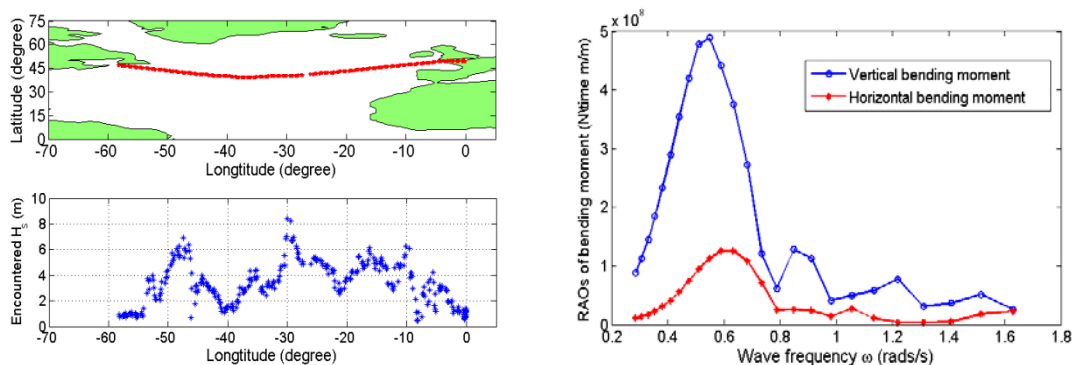 75
60
45
30
15
0
Latitude (degree)
-70 -60 -50 -40 -30 -20 -10 0
Longtitude (degree)
10
8
6
4
2
0
Encountered Hs (m)
-70 -60 -50 -40 -30 -20 -10 0
Longtitude (degree)
x 10^8
5
4
3
2
1
0
RAOs of bending moment (N\time m/m)
Vertical bending moment
Horizontal bending moment
0.2 0.4 0.6 0.8 1 1.2 1.4 1.6 1.8
Wave frequency ω (rads/s)